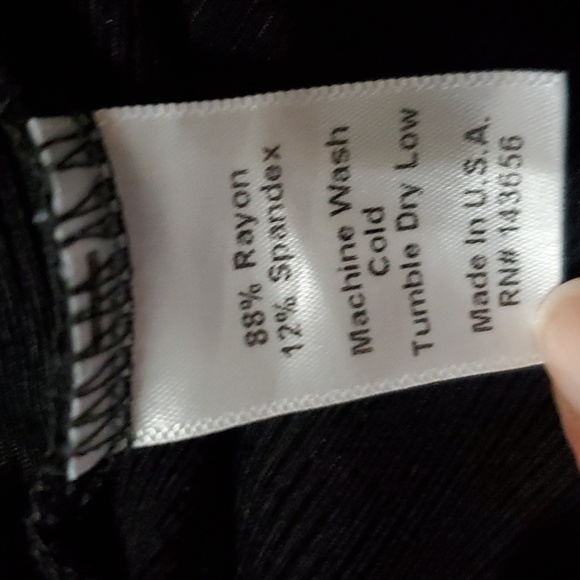 88% Rayon
12% Spandex
Machine Wash
Cold
Tumble Dry Low
Made In U.S.A.
RN# 143656